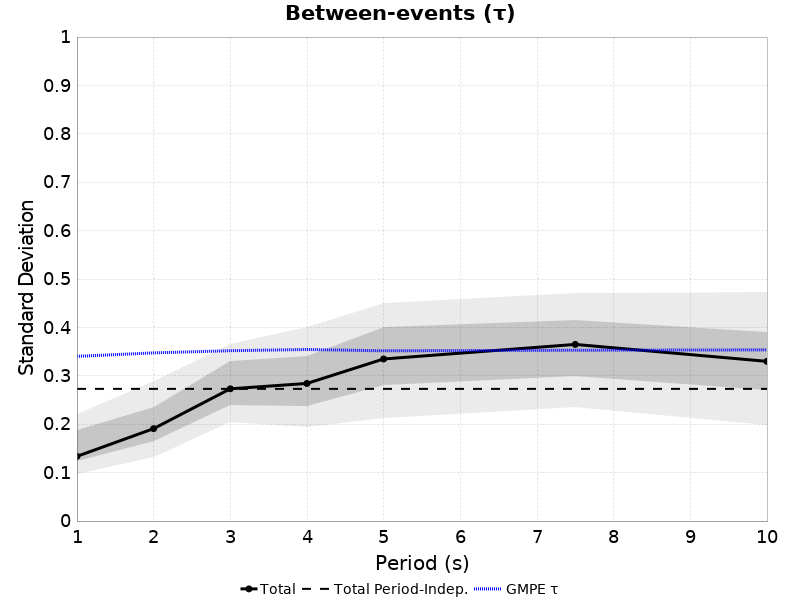 Between-events (τ)
Standard Deviation
1
0.9
0.8
0.7
0.6
0.5
0.4
0.3
0.2
0.1
0
1 2 3 4 5 6 7 8 9 10
Period (s)
Total Total Period-Indep. GMPE τ